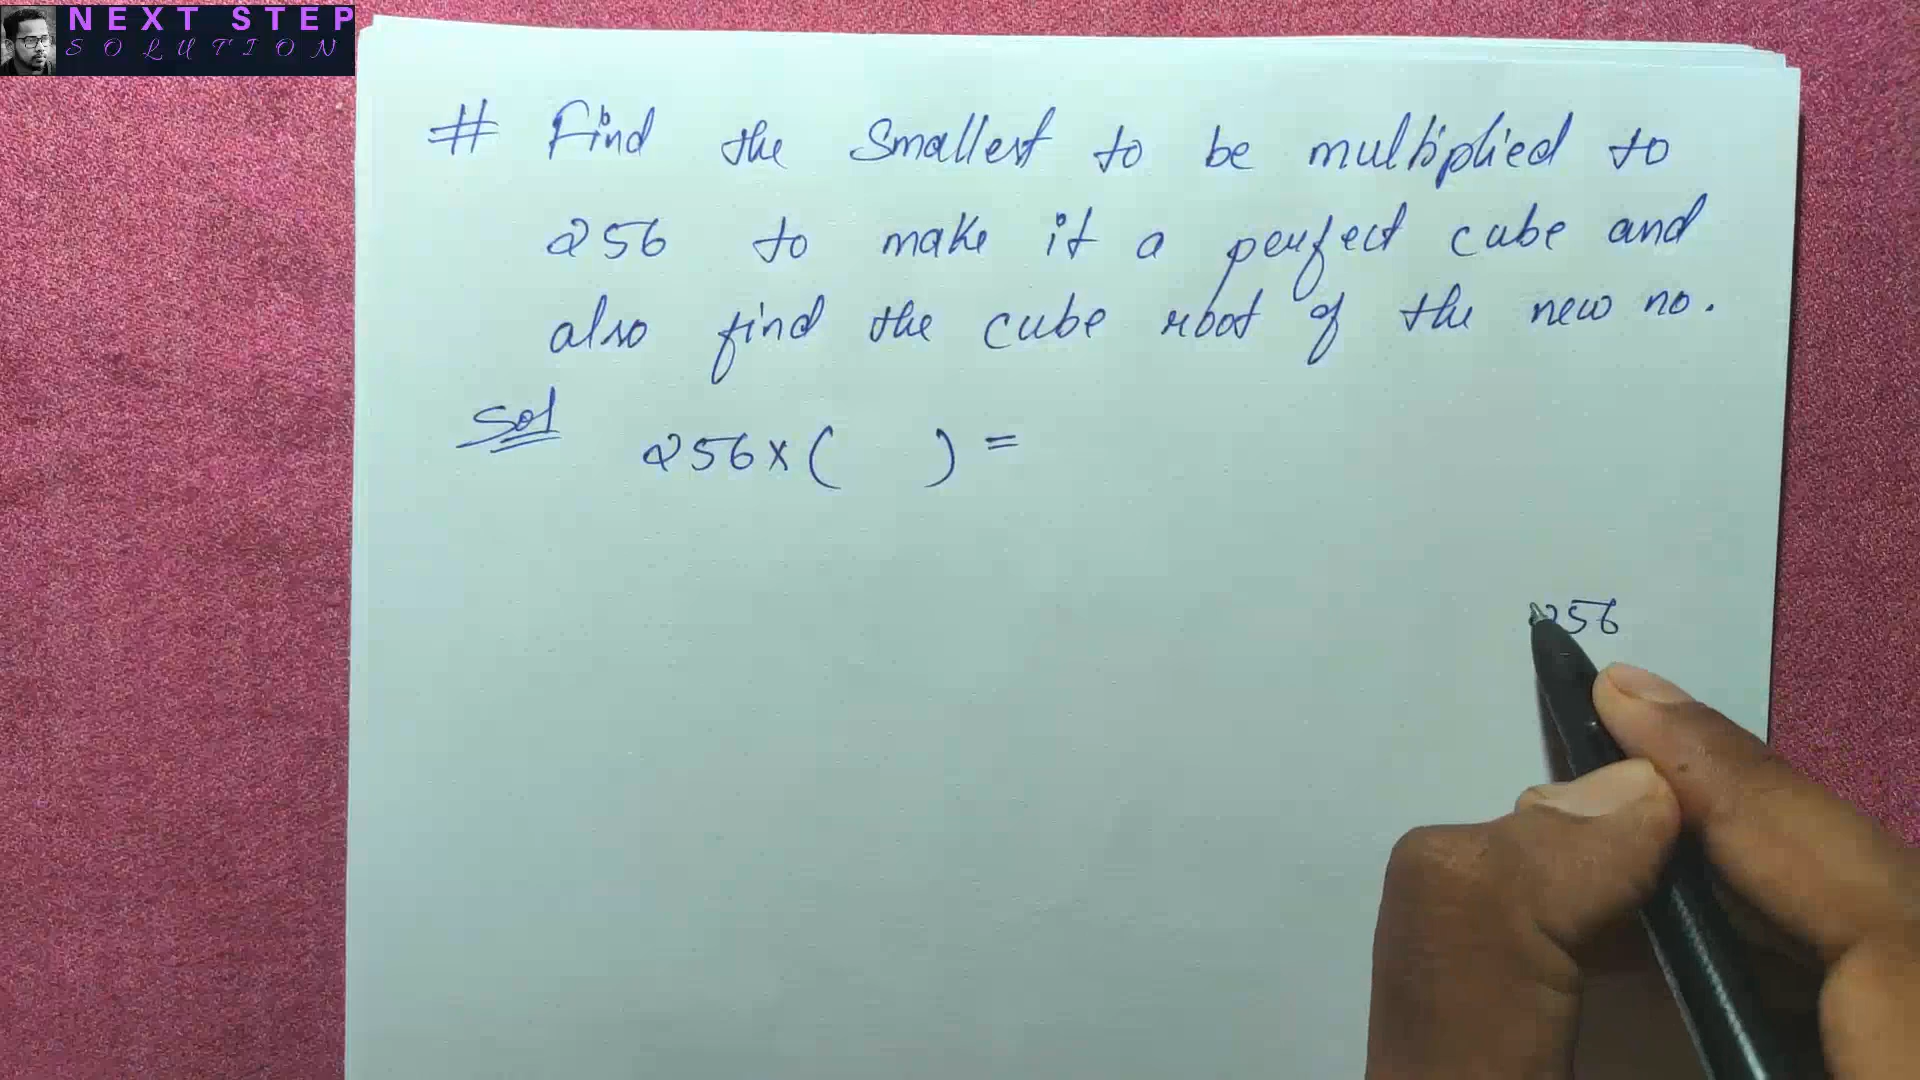 NEXT STEP
SOLUTION
# Find the Smallest to be multiplied to
256 to make it a perfect cube and
also find the cube root of the new no.
Sol 256 × ( ) =
256